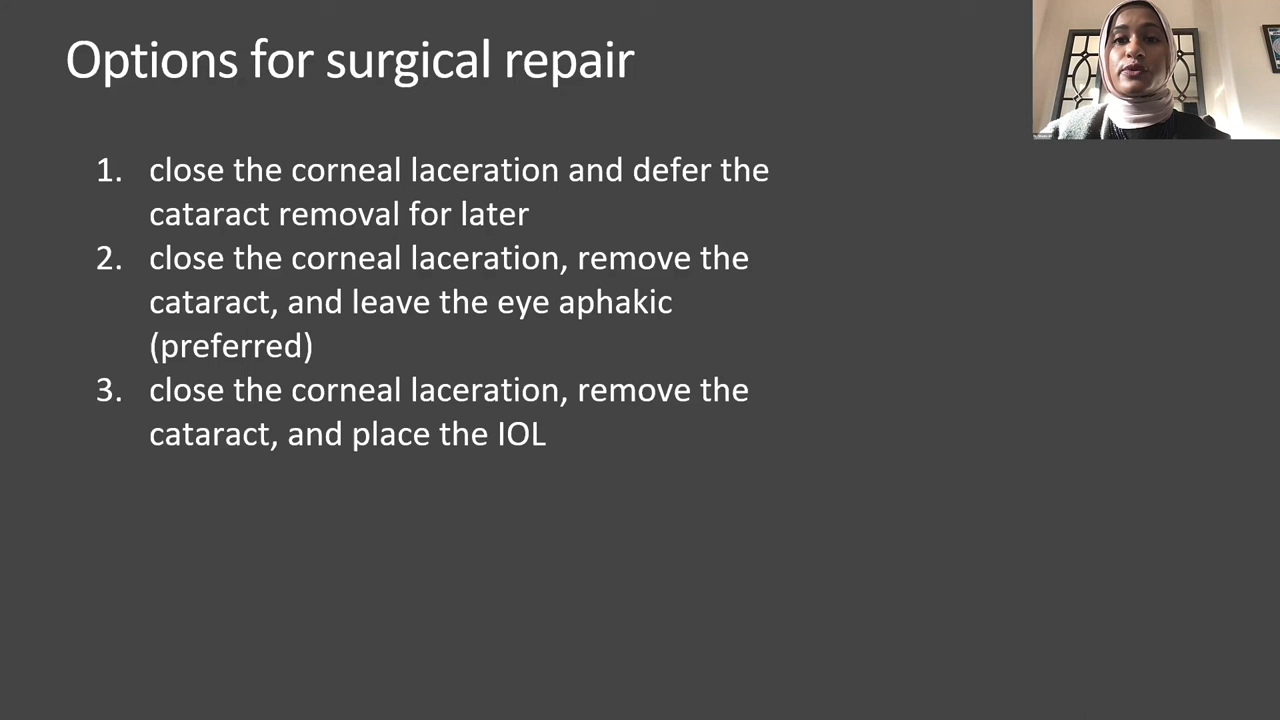 Options for surgical repair
1. close the corneal laceration and defer the
cataract removal for later
2. close the corneal laceration, remove the
cataract, and leave the eye aphakic
(preferred)
3. close the corneal laceration, remove the
cataract, and place the IOL